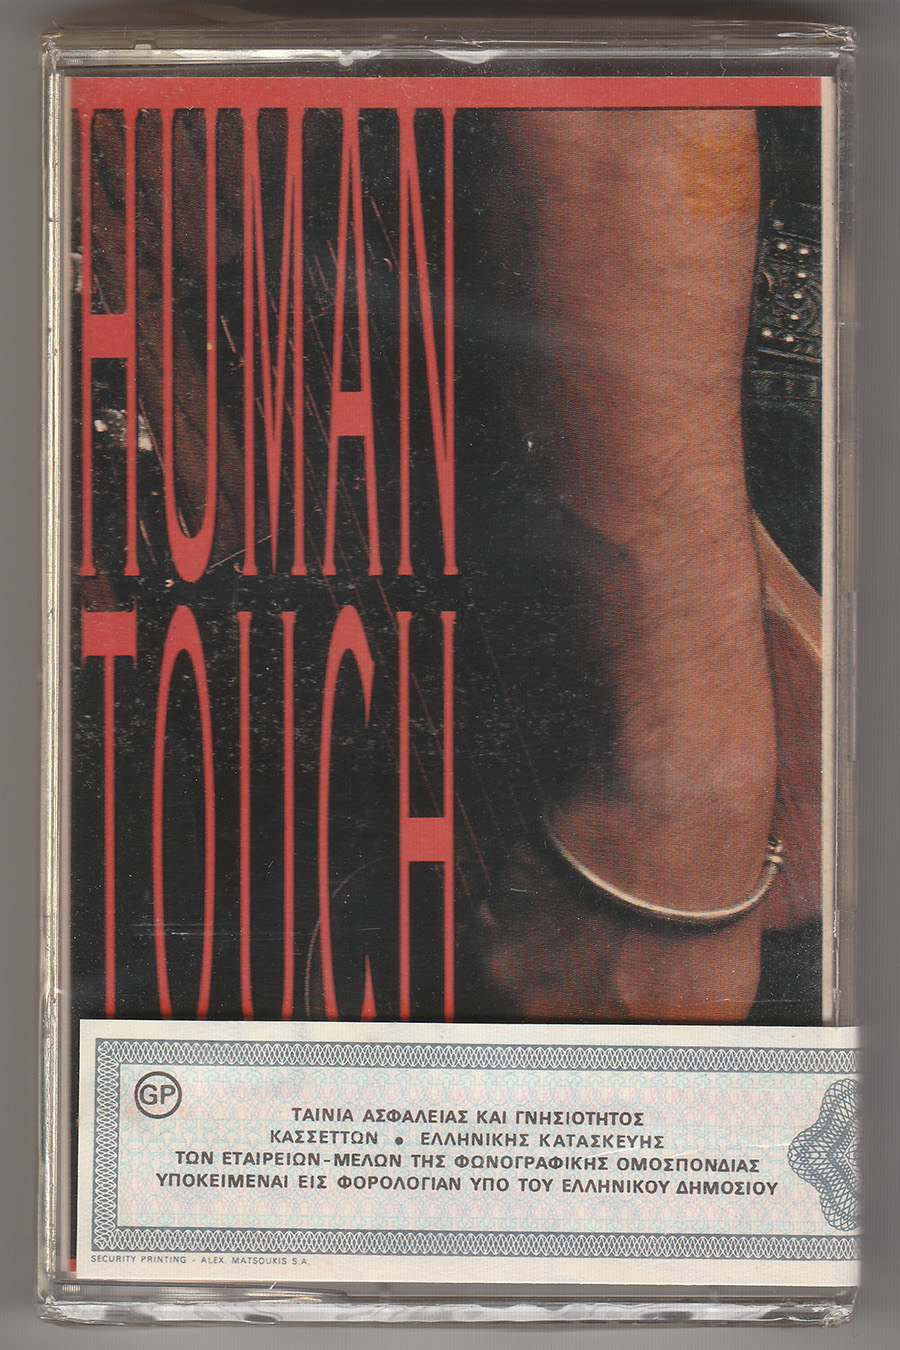 HUMAN
TOUCH
GP
ΤΑΙΝΙΑ ΑΣΦΑΛΕΙΑΣ ΚΑΙ ΓΝΗΣΙΟΤΗΤΟΣ
ΚΑΣΣΕΤΤΩΝ • ΕΛΛΗΝΙΚΗΣ ΚΑΤΑΣΚΕΥΗΣ
ΤΩΝ ΕΤΑΙΡΕΙΩΝ-ΜΕΛΩΝ ΤΗΣ ΦΩΝΟΓΡΑΦΙΚΗΣ ΟΜΟΣΠΟΝΔΙΑΣ
ΥΠΟΚΕΙΜΕΝΑΙ ΕΙΣ ΦΟΡΟΛΟΓΙΑΝ ΥΠΟ ΤΟΥ ΕΛΛΗΝΙΚΟΥ ΔΗΜΟΣΙΟΥ
SECURITY PRINTING - ALEX. MATSOUKIS S.A.